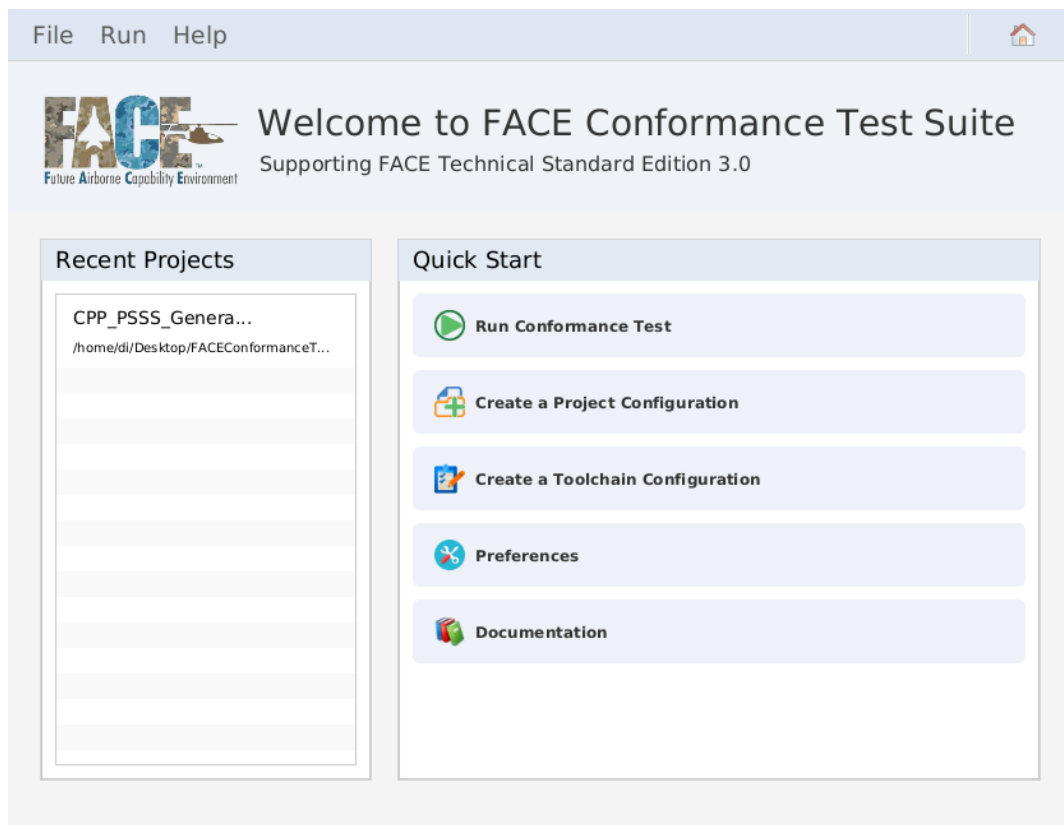 File Run Help
FACE™
Future Airborne Capability Environment
Welcome to FACE Conformance Test Suite
Supporting FACE Technical Standard Edition 3.0
Recent Projects
CPP_PSSS_Genera...
/home/di/Desktop/FACEConformanceT...
Quick Start
Run Conformance Test
Create a Project Configuration
Create a Toolchain Configuration
Preferences
Documentation